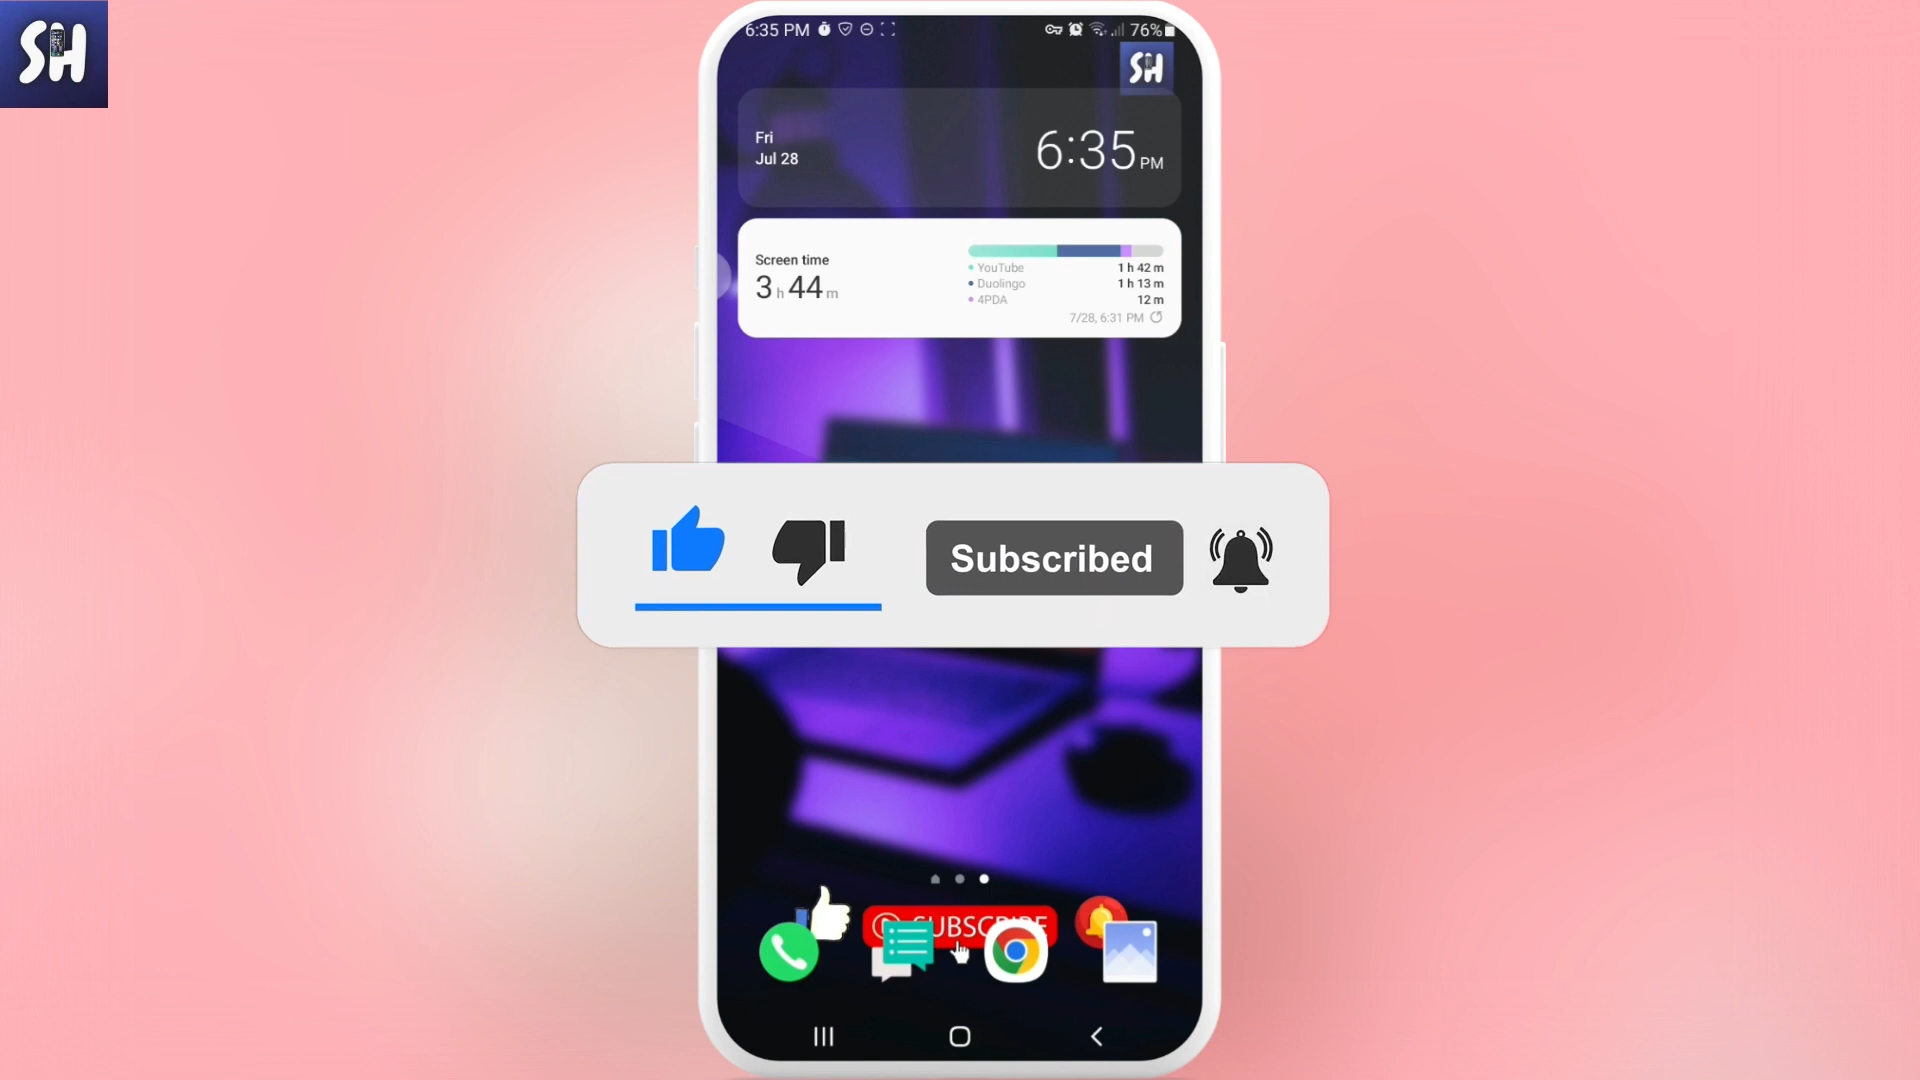 SH
6:35 PM
76%
SH
Fri
Jul 28
6:35 PM
Screen time
3 h 44 m
YouTube 1 h 42 m
Duolingo 1 h 13 m
4PDA 12 m
7/28, 6:31 PM
Subscribed
SUBSCRIBE